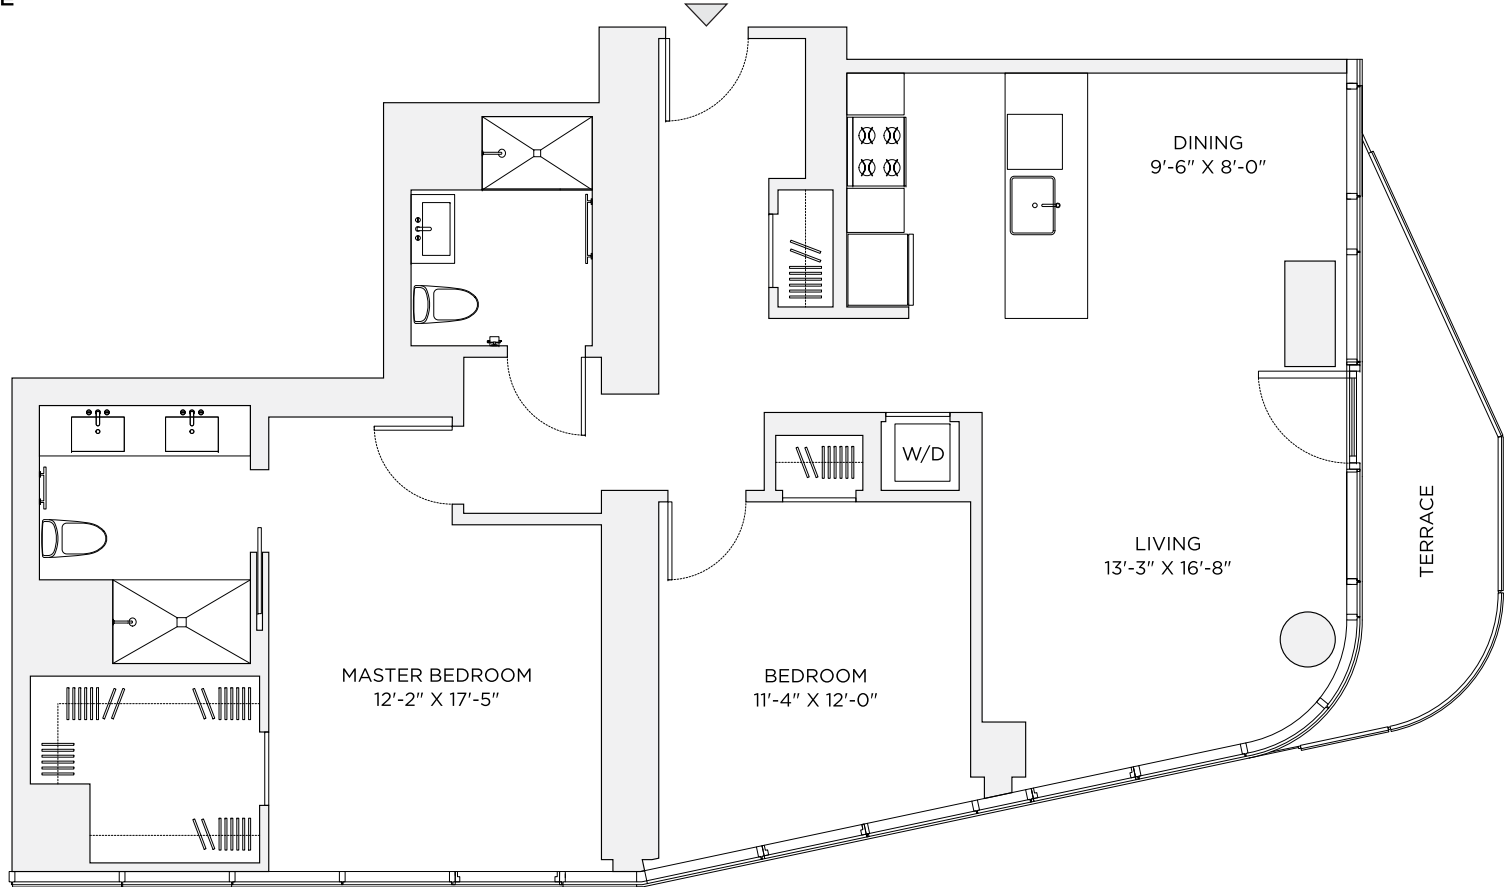 DINING
9'-6" X 8'-0"
W/D
TERRACE
LIVING
13'-3" X 16'-8"
MASTER BEDROOM
12'-2" X 17'-5"
BEDROOM
11'-4" X 12'-0"